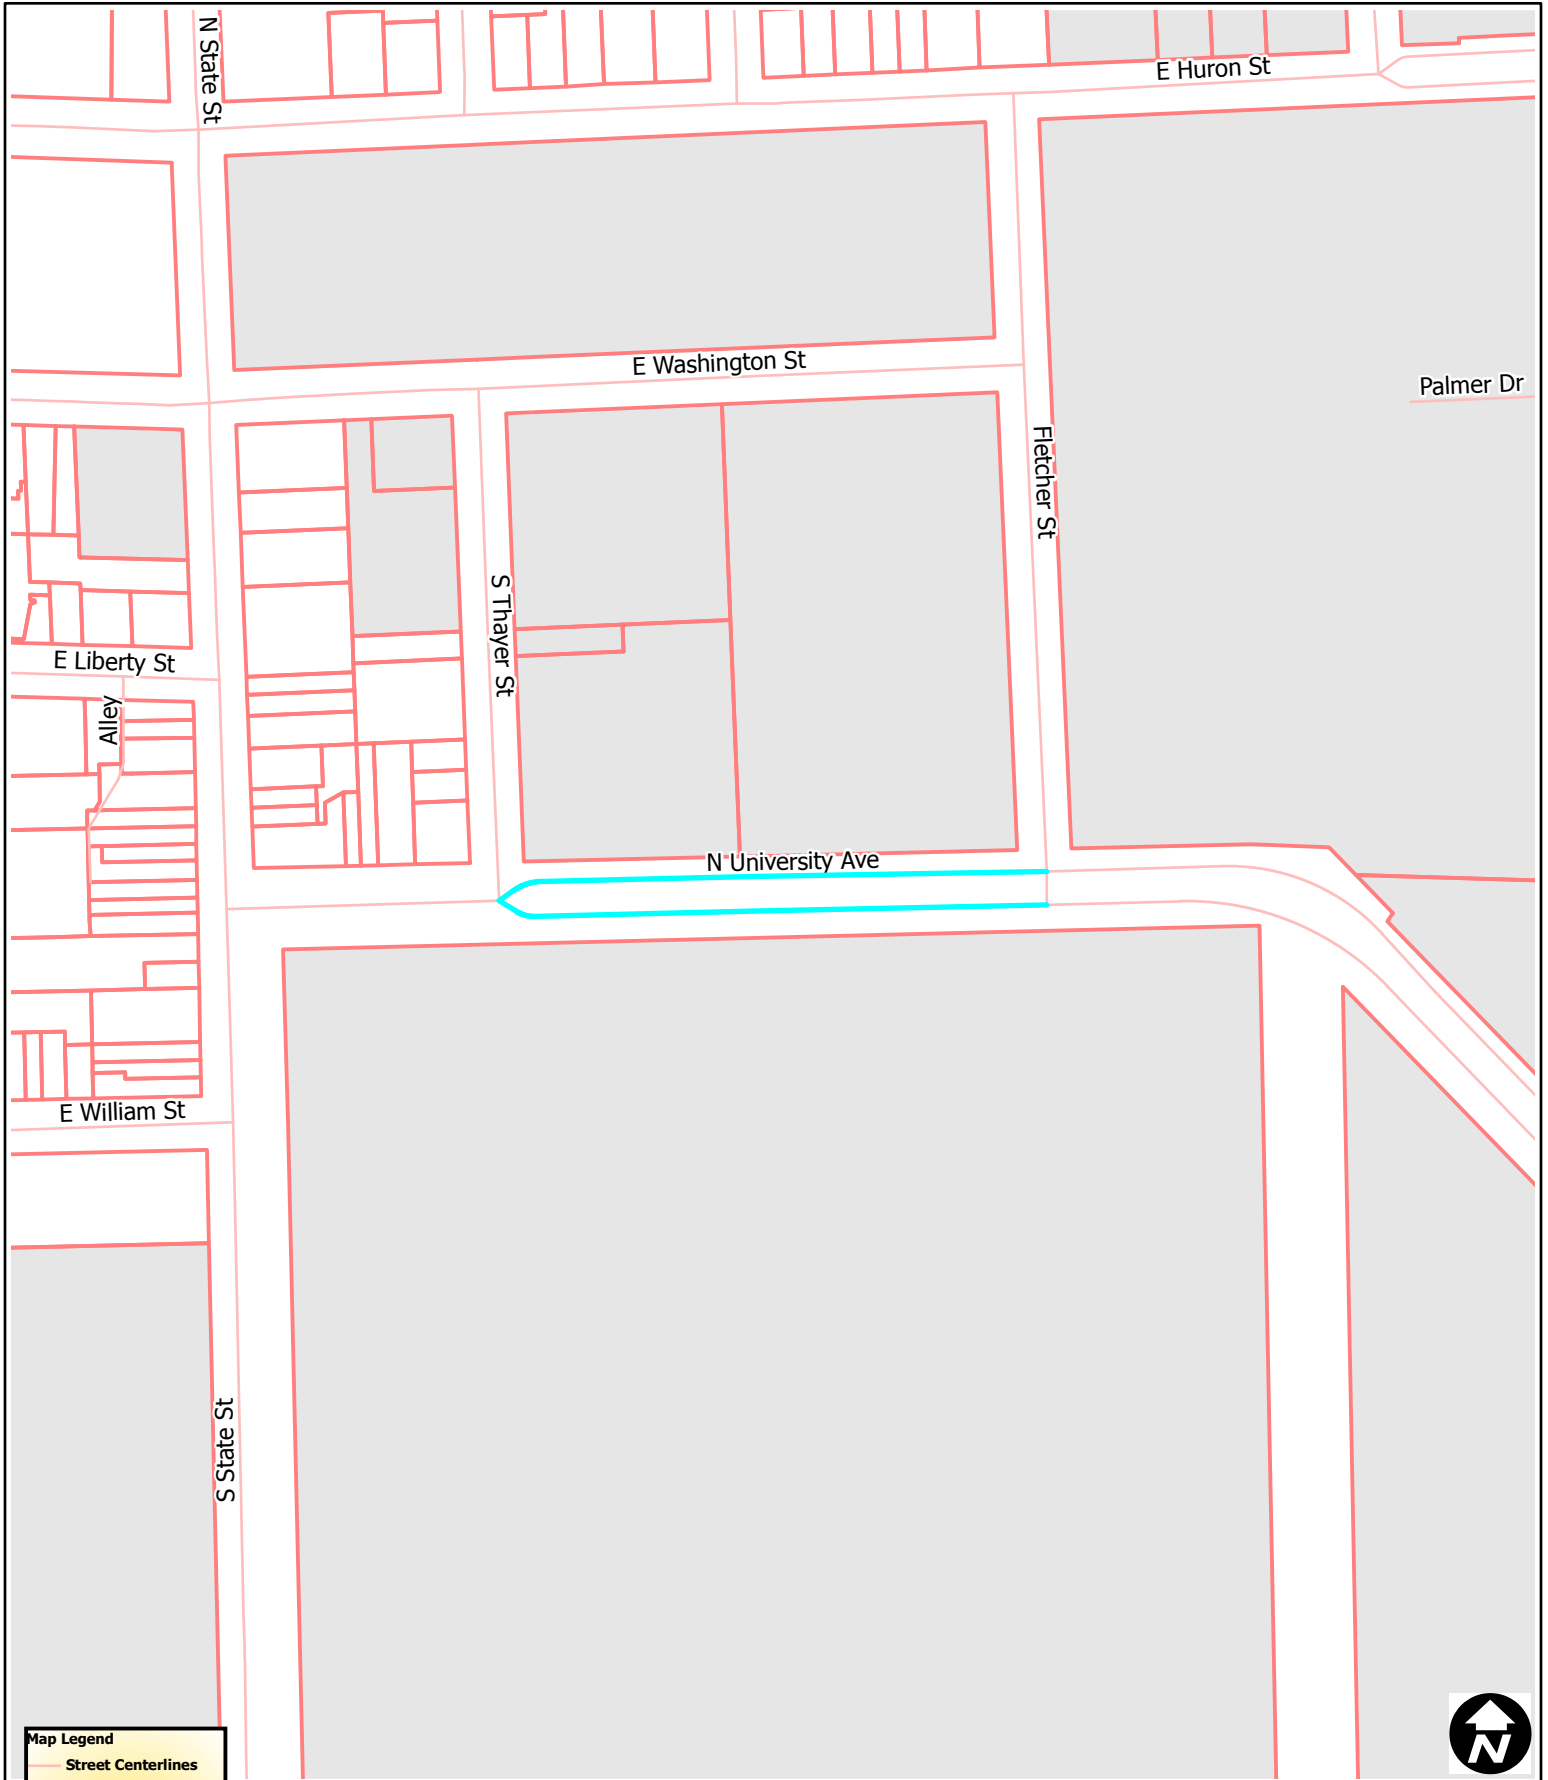 N State St
E Huron St
E Washington St
Palmer Dr
Fletcher St
S Thayer St
E Liberty St
Alley
N University Ave
E William St
S State St
Map Legend
Street Centerlines
N